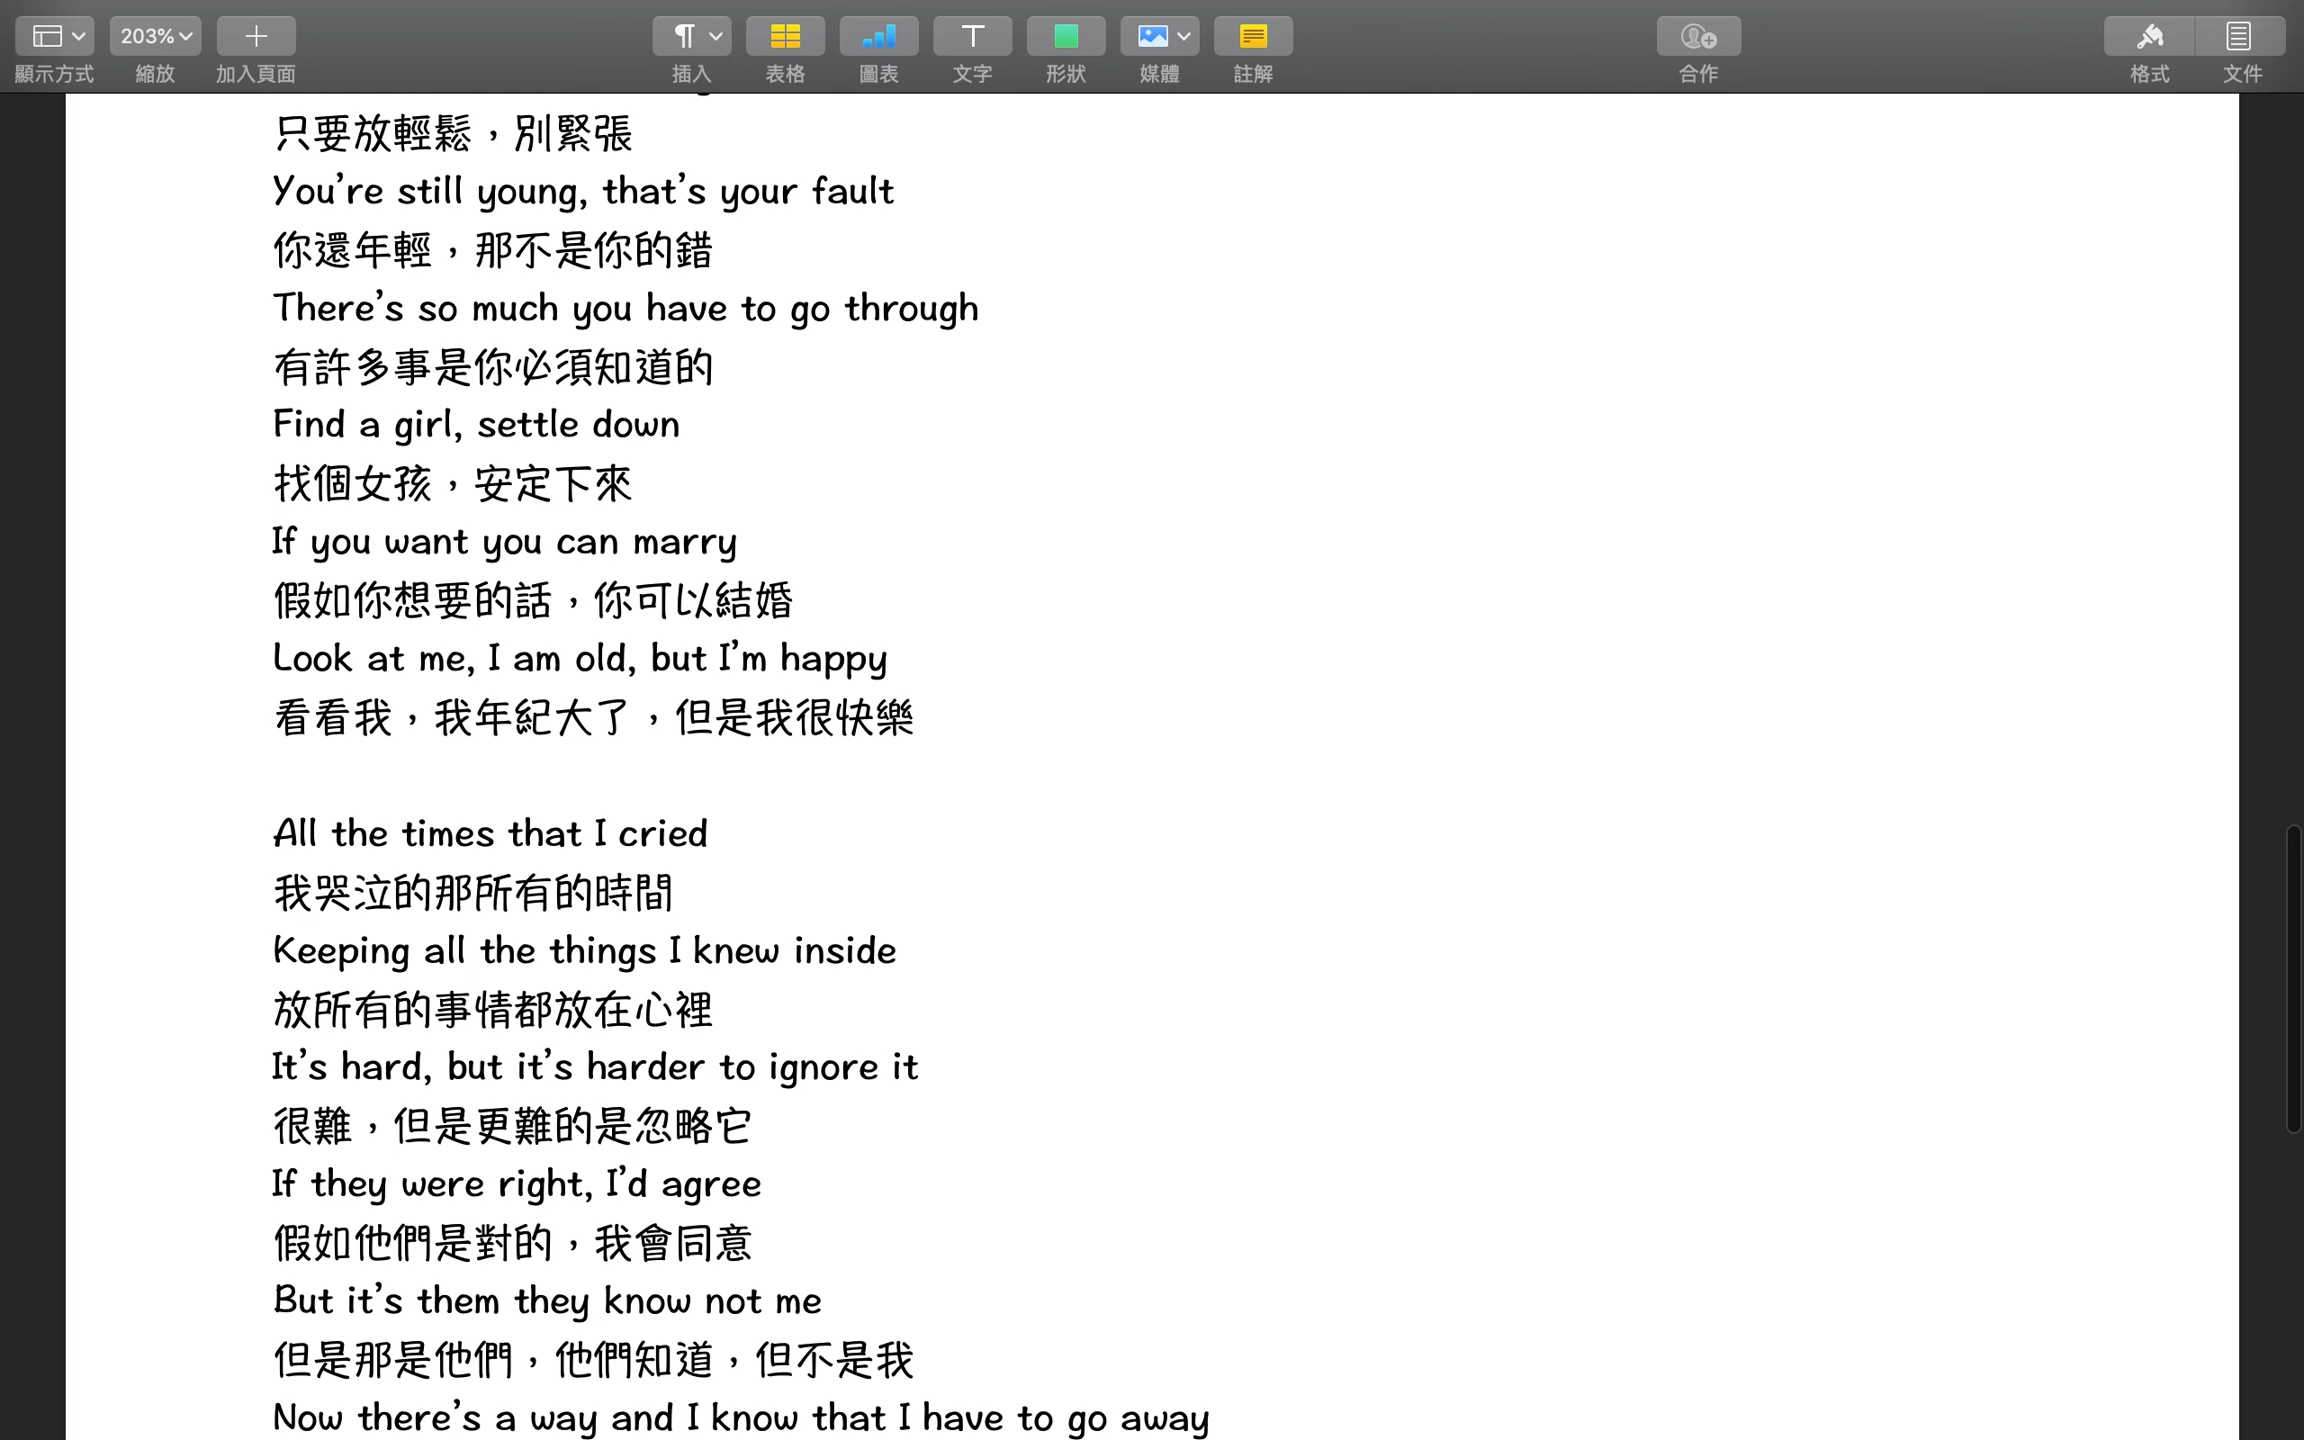 203%
顯示方式
縮放
加入頁面
插入
表格
圖表
文字
形狀
媒體
註解
合作
格式
文件
只要放輕鬆，別緊張
You’re still young, that’s your fault
你還年輕，那不是你的錯
There’s so much you have to go through
有許多事是你必須知道的
Find a girl, settle down
找個女孩，安定下來
If you want you can marry
假如你想要的話，你可以結婚
Look at me, I am old, but I’m happy
看看我，我年紀大了，但是我很快樂
All the times that I cried
我哭泣的那所有的時間
Keeping all the things I knew inside
放所有的事情都放在心裡
It’s hard, but it’s harder to ignore it
很難，但是更難的是忽略它
If they were right, I’d agree
假如他們是對的，我會同意
But it’s them they know not me
但是那是他們，他們知道，但不是我
Now there’s a way and I know that I have to go away